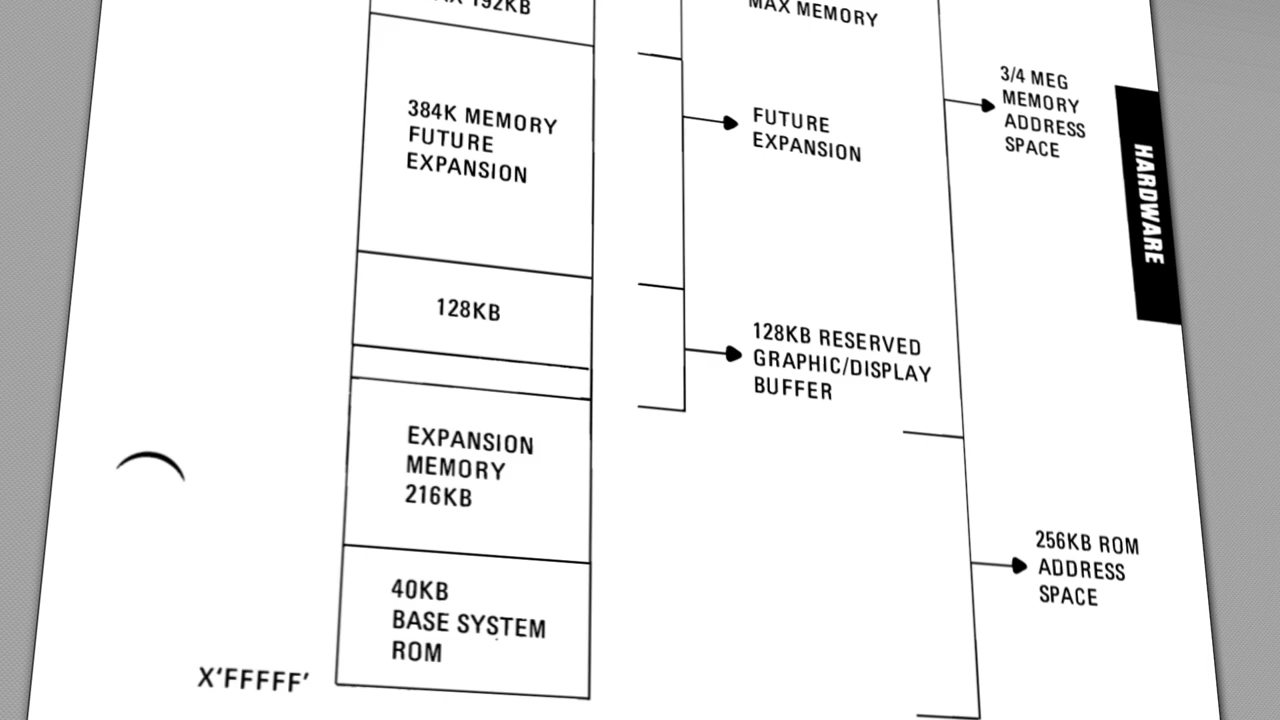 192KB
384K MEMORY
FUTURE
EXPANSION
128KB
EXPANSION
MEMORY
216KB
40KB
BASE SYSTEM
ROM
X'FFFFF'
MAX MEMORY
FUTURE
EXPANSION
128KB RESERVED
GRAPHIC/DISPLAY
BUFFER
3/4 MEG
MEMORY
ADDRESS
SPACE
256KB ROM
ADDRESS
SPACE
HARDWARE